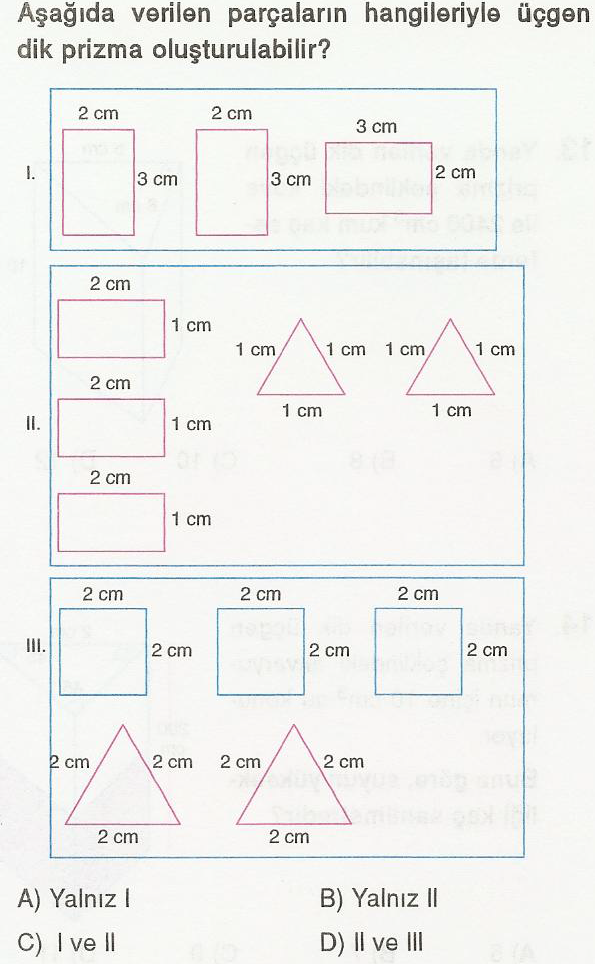 Aşağıda verilen parçaların hangileriyle üçgen
dik prizma oluşturulabilir?
2 cm 2 cm 3 cm
I. 3 cm 3 cm 2 cm
2 cm
1 cm
2 cm
II. 1 cm
2 cm
1 cm
1 cm 1 cm 1 cm 1 cm
1 cm 1 cm
2 cm 2 cm 2 cm
III. 2 cm 2 cm 2 cm
2 cm 2 cm 2 cm 2 cm
2 cm 2 cm
A) Yalnız I B) Yalnız II
C) I ve II D) II ve III